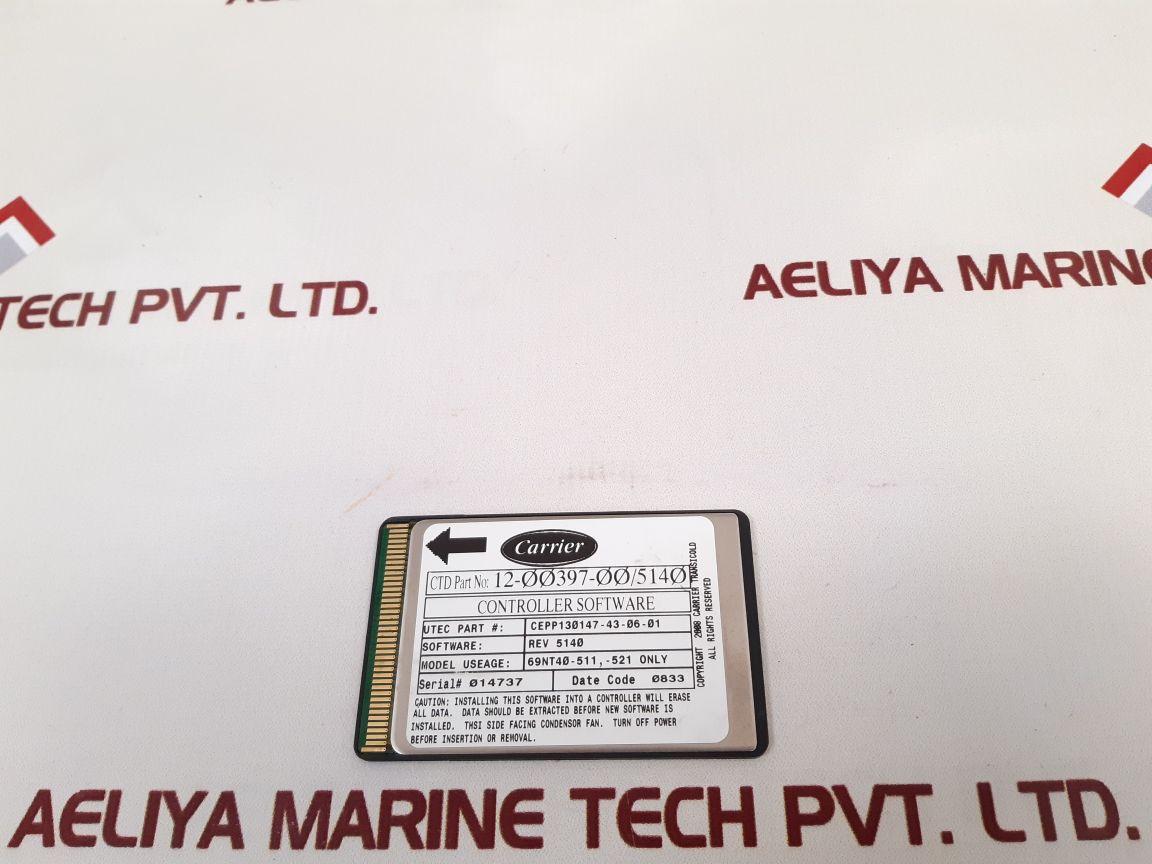 TECH PVT. LTD.
AELIYA MARINE
Carrier
CTD Part No: 12-ØØ397-ØØ/514Ø
CONTROLLER SOFTWARE
UTEC PART #: CEPP13Ø147-43-Ø6-Ø1
SOFTWARE: REV 514Ø
MODEL USEAGE: 69NT4Ø-511,-521 ONLY
Serial# Ø14737 Date Code Ø833
CAUTION: INSTALLING THIS SOFTWARE INTO A CONTROLLER WILL ERASE
ALL DATA. DATA SHOULD BE EXTRACTED BEFORE NEW SOFTWARE IS
INSTALLED. THSI SIDE FACING CONDENSOR FAN. TURN OFF POWER
BEFORE INSERTION OR REMOVAL.
COPYRIGHT 2008 CARRIER TRANSICOLD
ALL RIGHTS RESERVED
AELIYA MARINE TECH PVT. LTD.